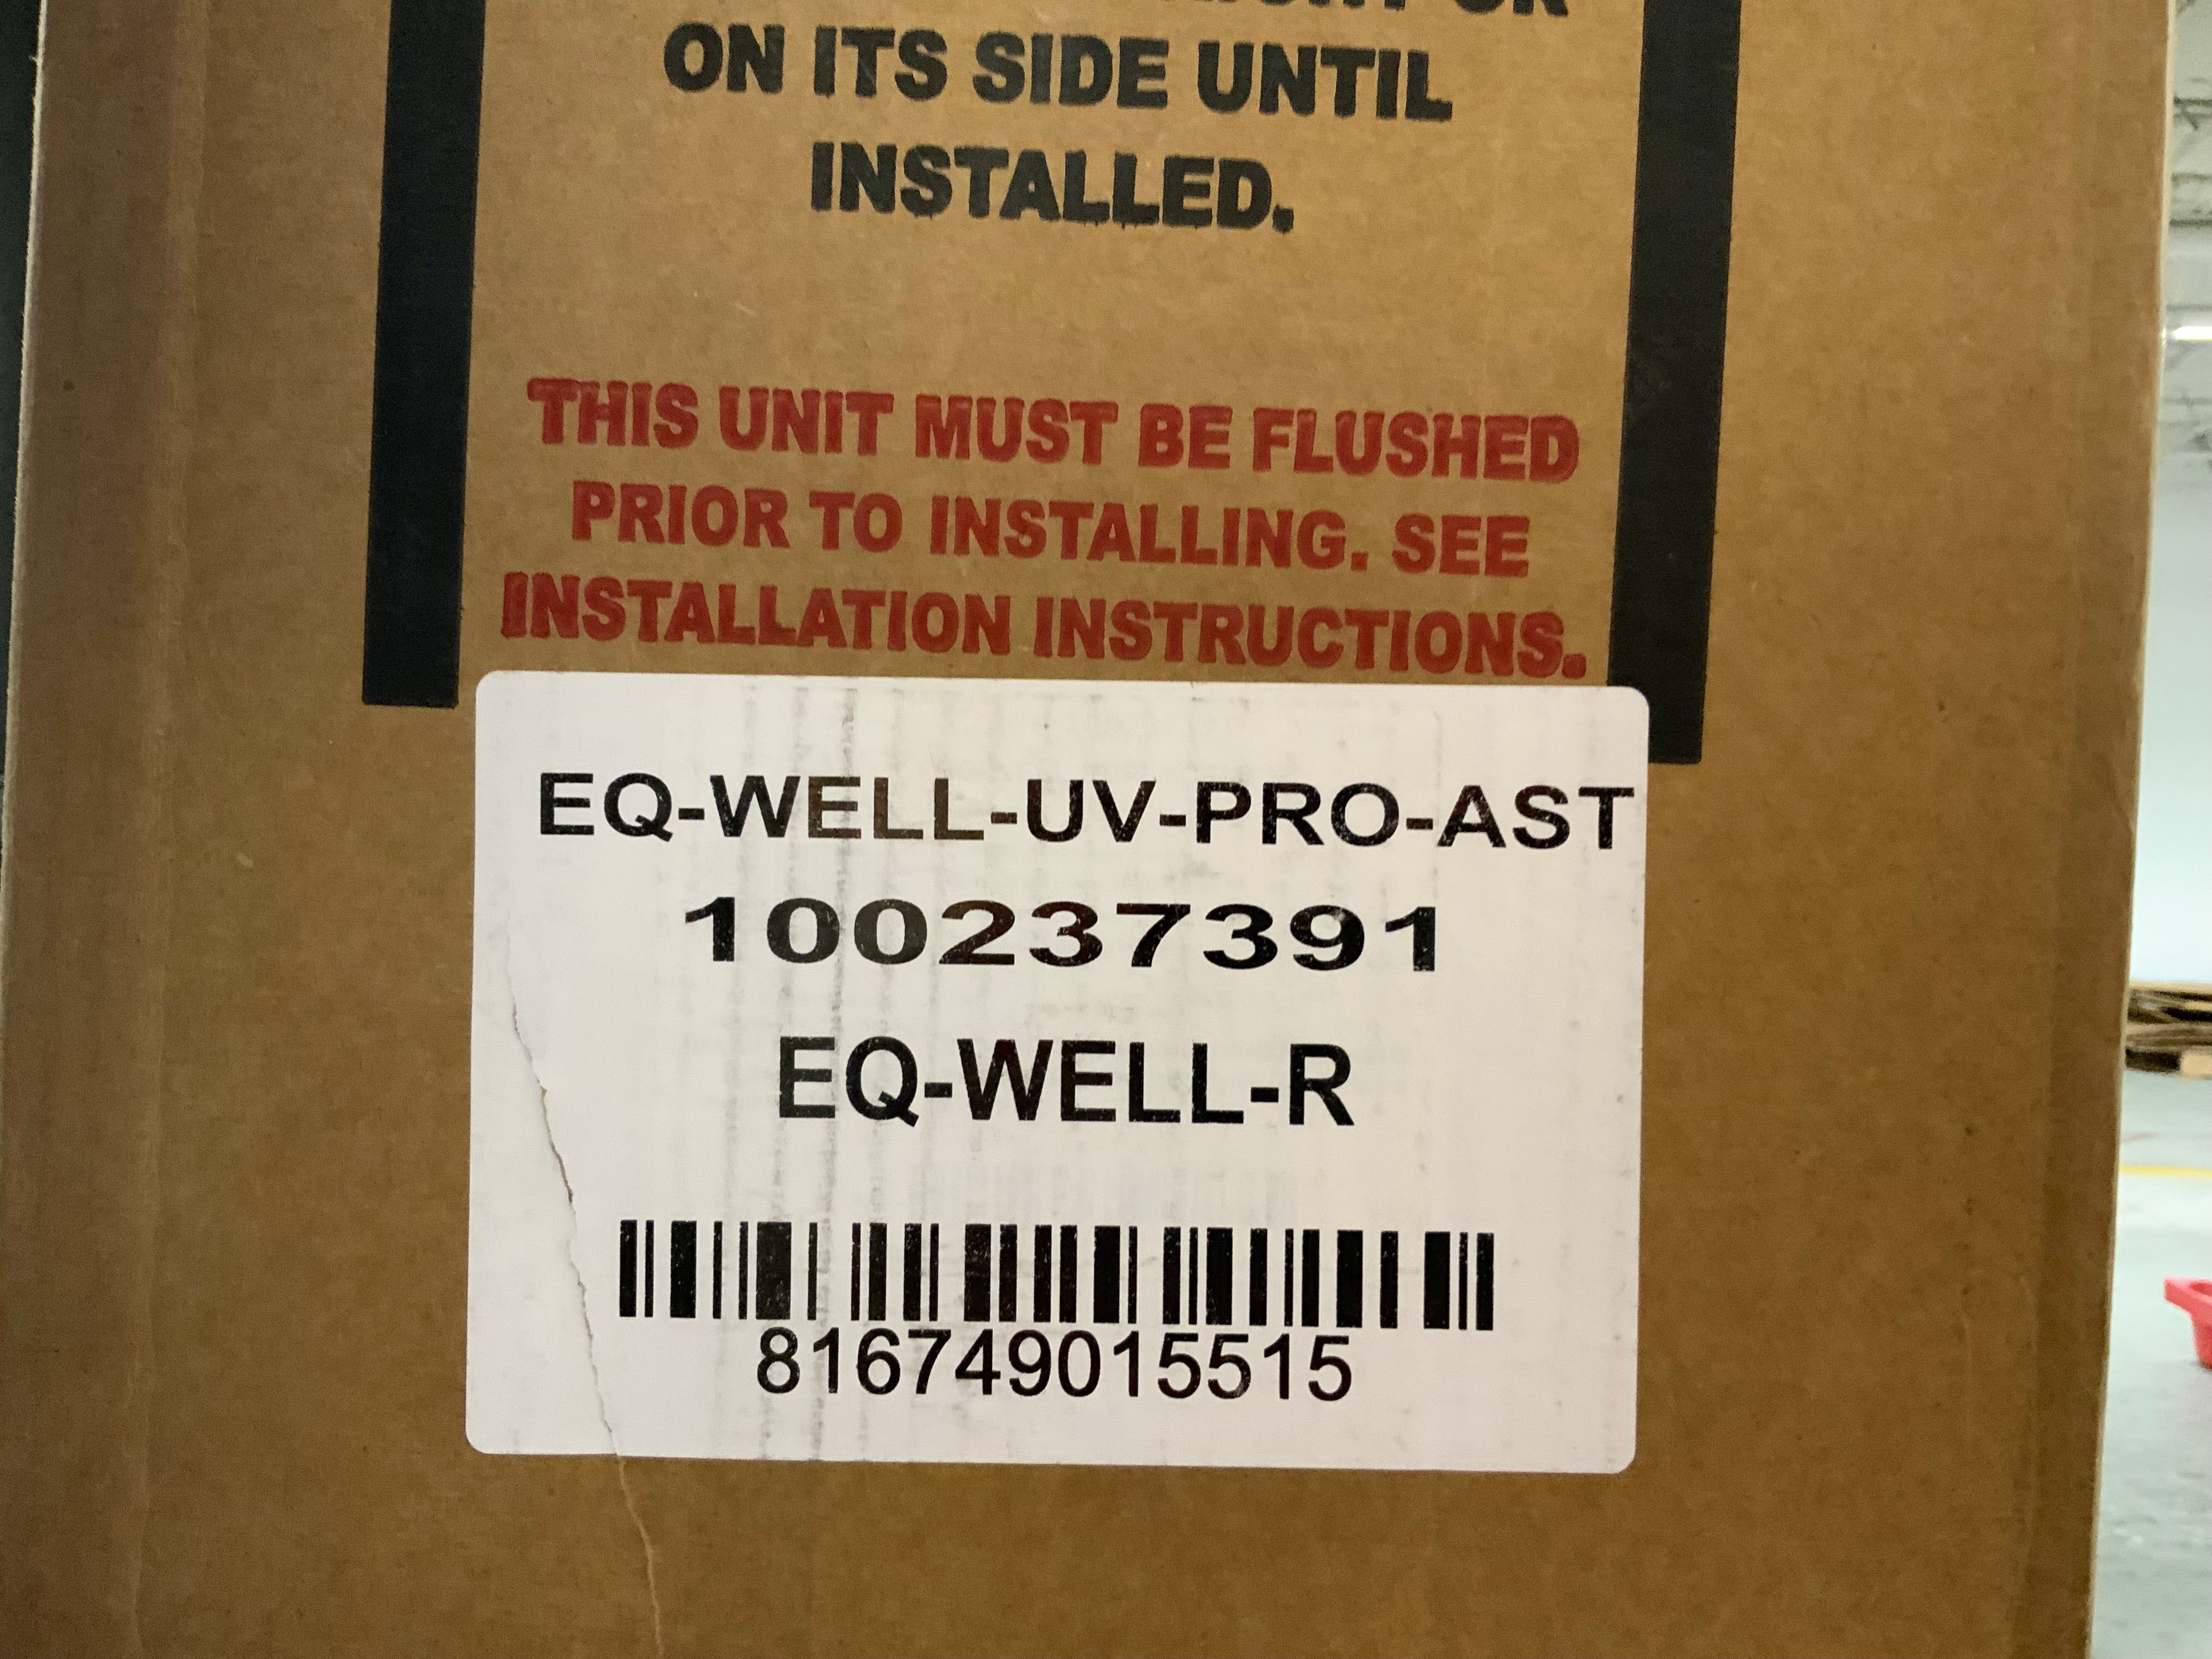 ON ITS SIDE UNTIL
INSTALLED.
THIS UNIT MUST BE FLUSHED
PRIOR TO INSTALLING. SEE
INSTALLATION INSTRUCTIONS.
EQ-WELL-UV-PRO-AST
100237391
EQ-WELL-R
816749015515